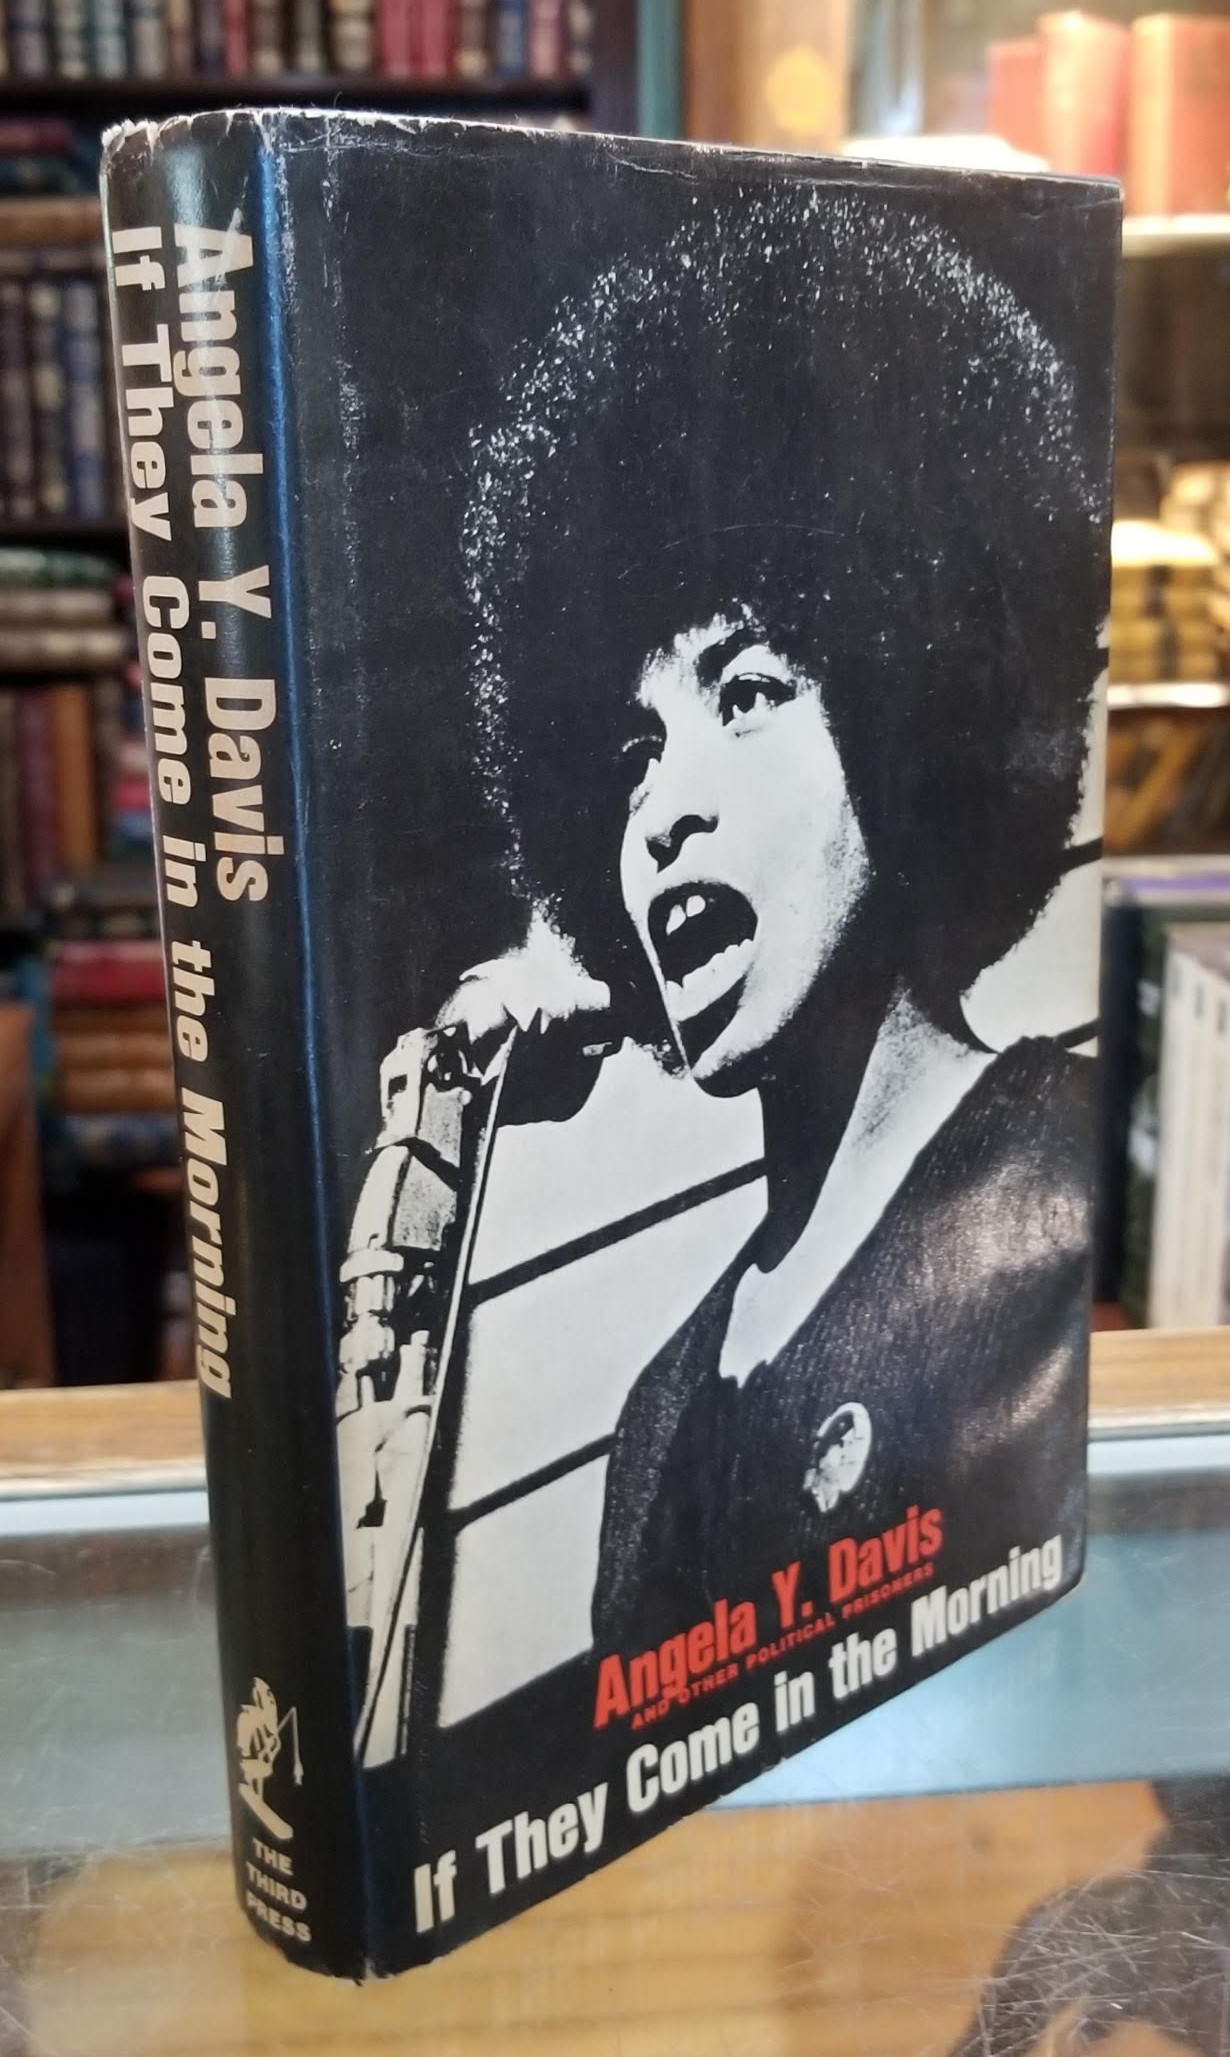 Angela Y. Davis
If They Come in the Morning
THE
THIRD
PRESS
Angela Y. Davis
AND OTHER POLITICAL PRISONERS
If They Come in the Morning